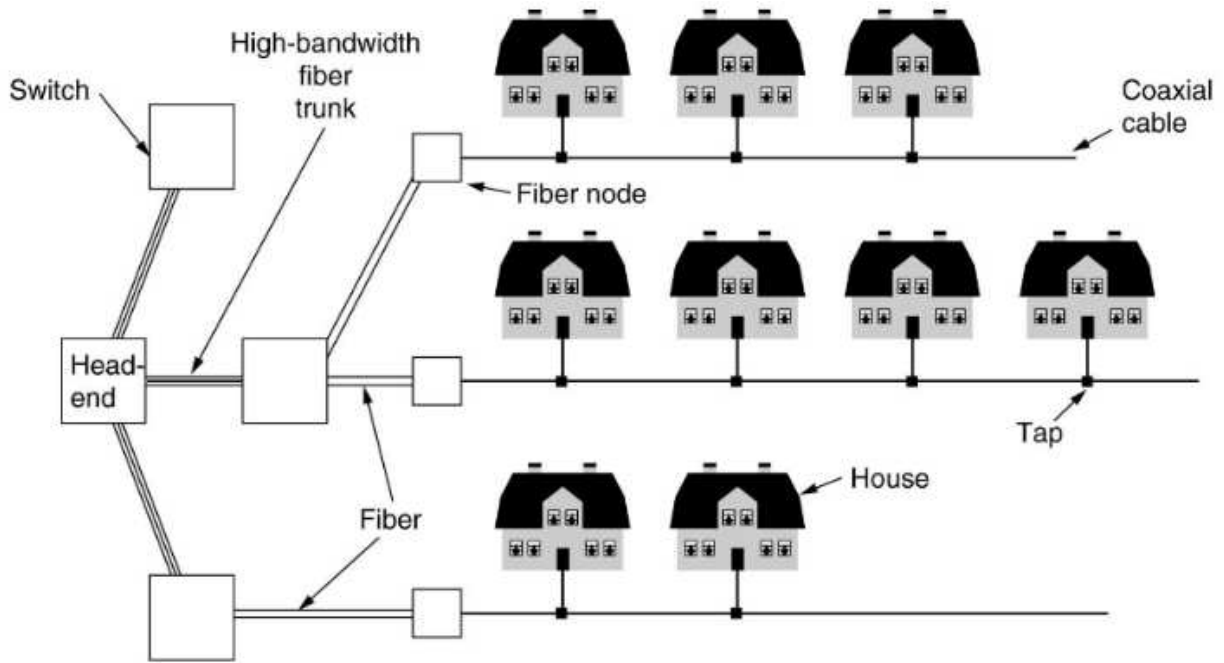 High-bandwidth
fiber
trunk
Switch
Coaxial
cable
Fiber node
Head-
end
Tap
House
Fiber